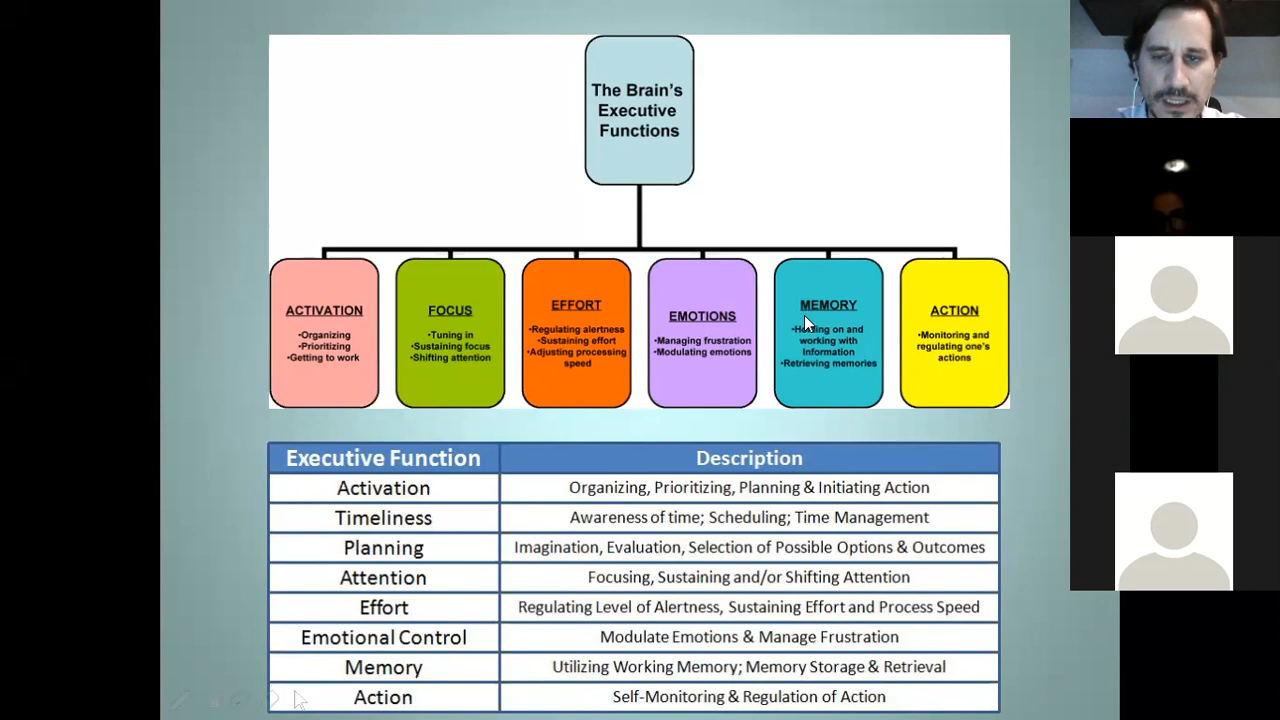 The Brain's
Executive
Functions
ACTIVATION
•Organizing
•Prioritizing
•Getting to work
FOCUS
•Tuning in
•Sustaining focus
•Shifting attention
EFFORT
•Regulating alertness
•Sustaining effort
•Adjusting processing
speed
EMOTIONS
•Managing frustration
•Modulating emotions
MEMORY
•Holding on and
working with
Information
•Retrieving memories
ACTION
•Monitoring and
regulating one's
actions
Executive Function Description
Activation Organizing, Prioritizing, Planning & Initiating Action
Timeliness Awareness of time; Scheduling; Time Management
Planning Imagination, Evaluation, Selection of Possible Options & Outcomes
Attention Focusing, Sustaining and/or Shifting Attention
Effort Regulating Level of Alertness, Sustaining Effort and Process Speed
Emotional Control Modulate Emotions & Manage Frustration
Memory Utilizing Working Memory; Memory Storage & Retrieval
Action Self-Monitoring & Regulation of Action